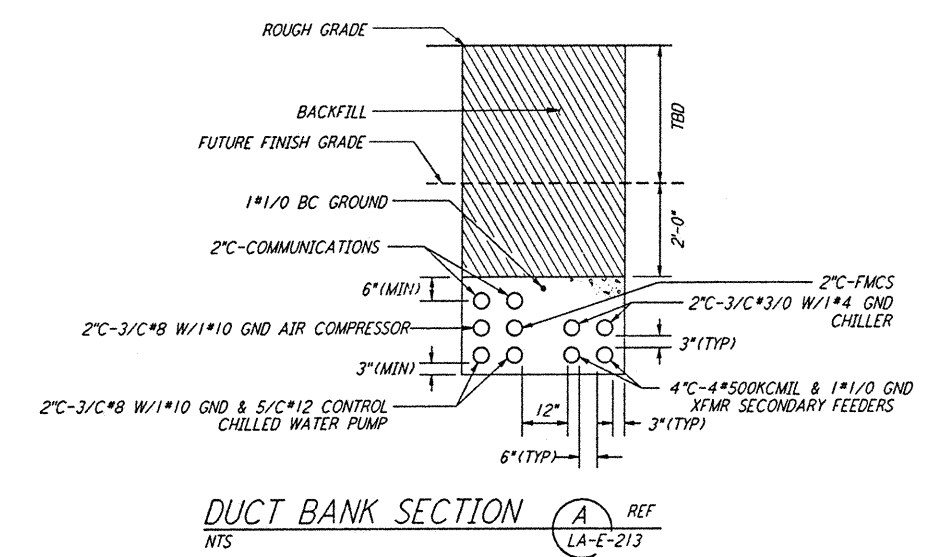 ROUGH GRADE
BACKFILL
TBD
FUTURE FINISH GRADE
1#1/0 BC GROUND
2'-0"
2"C-COMMUNICATIONS
6"(MIN)
2"C-FMCS
2"C-3/C#3/0 W/1#4 GND
CHILLER
2"C-3/C#8 W/1#10 GND AIR COMPRESSOR
3"(TYP)
3"(MIN)
4"C-4#500KCMIL & 1#1/0 GND
XFMR SECONDARY FEEDERS
2"C-3/C#8 W/1#10 GND & 5/C#12 CONTROL
CHILLED WATER PUMP
12"
3"(TYP)
6"(TYP)
DUCT BANK SECTION
A
REF
NTS
LA-E-213